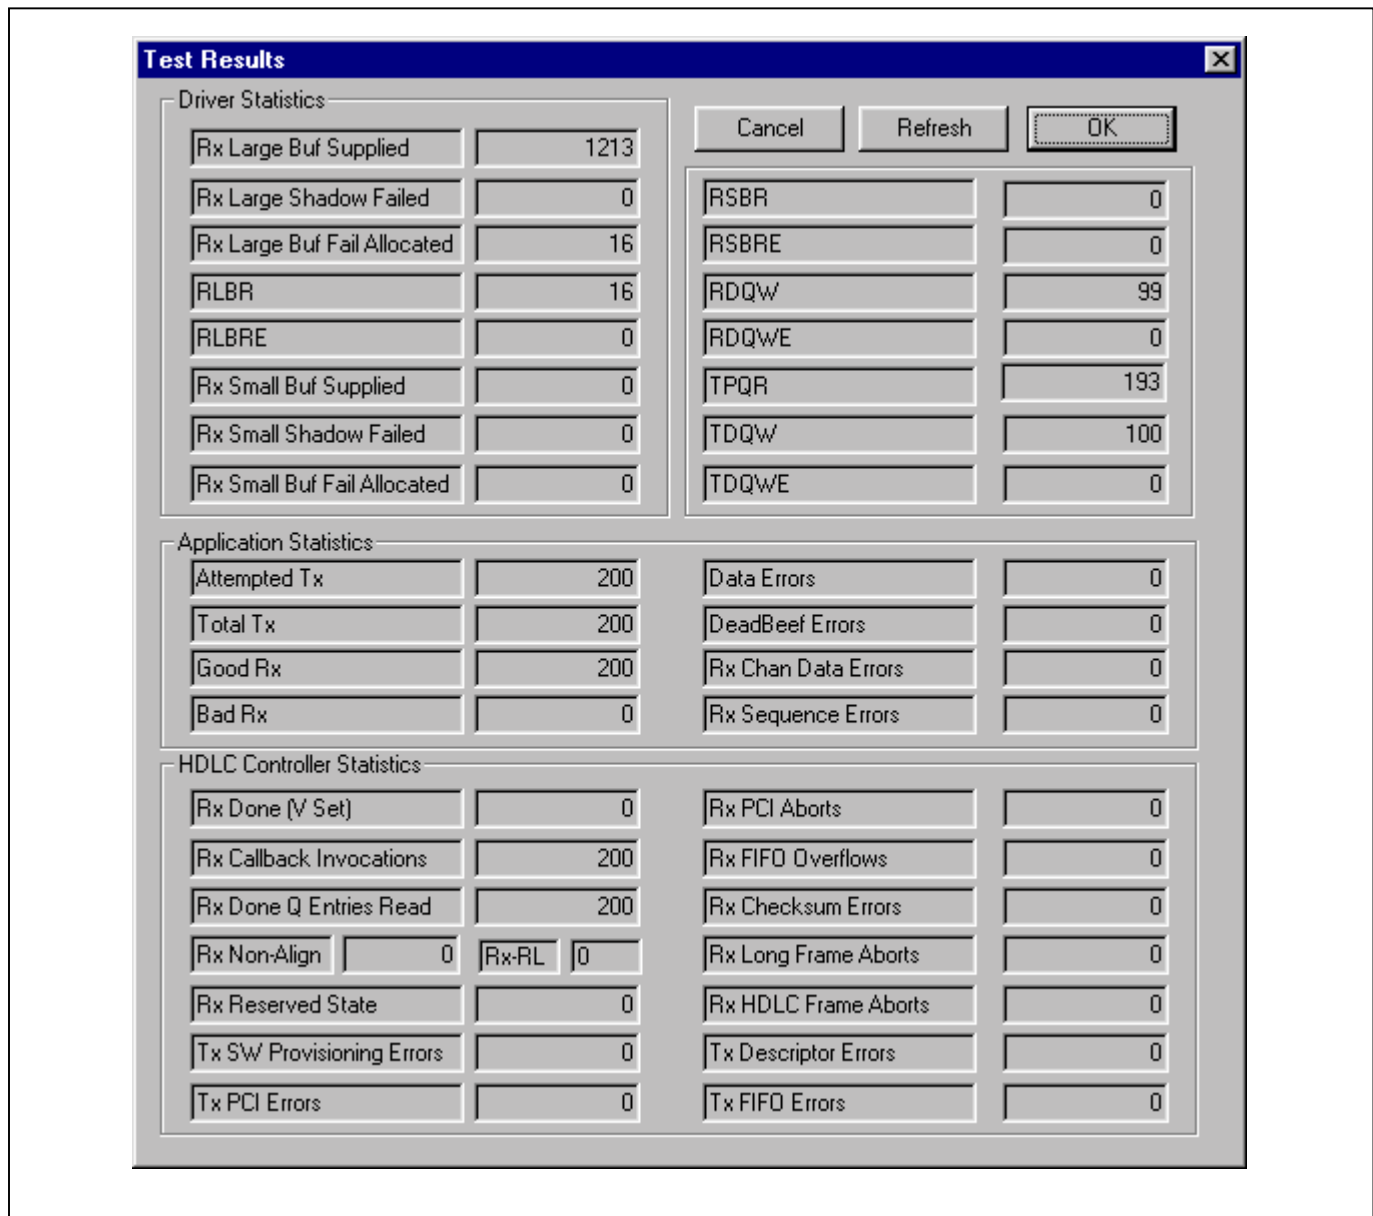 Test Results
Driver Statistics
Cancel Refresh OK
Rx Large Buf Supplied 1213
Rx Large Shadow Failed 0
Rx Large Buf Fail Allocated 16
RLBR 16
RLBRE 0
Rx Small Buf Supplied 0
Rx Small Shadow Failed 0
Rx Small Buf Fail Allocated 0
RSBR 0
RSBRE 0
RDQW 99
RDQWE 0
TPQR 193
TDQW 100
TDQWE 0
Application Statistics
Attempted Tx 200
Total Tx 200
Good Rx 200
Bad Rx 0
Data Errors 0
DeadBeef Errors 0
Rx Chan Data Errors 0
Rx Sequence Errors 0
HDLC Controller Statistics
Rx Done (V Set) 0
Rx Callback Invocations 200
Rx Done Q Entries Read 200
Rx Non-Align 0 Rx-RL 0
Rx Reserved State 0
Tx SW Provisioning Errors 0
Tx PCI Errors 0
Rx PCI Aborts 0
Rx FIFO Overflows 0
Rx Checksum Errors 0
Rx Long Frame Aborts 0
Rx HDLC Frame Aborts 0
Tx Descriptor Errors 0
Tx FIFO Errors 0